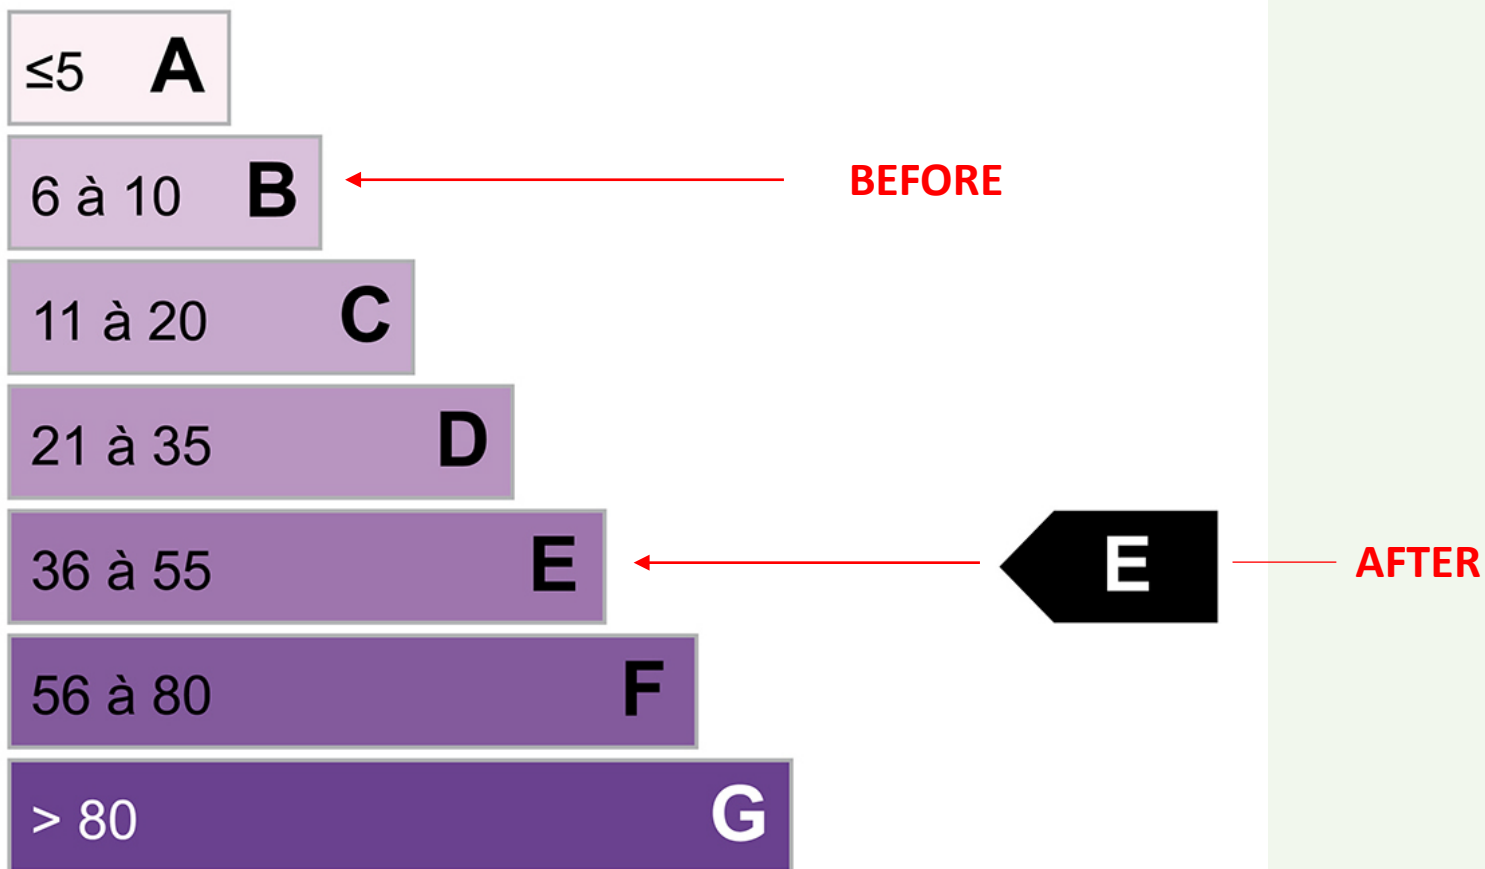 ≤5 A
6 à 10 B
BEFORE
11 à 20 C
21 à 35 D
36 à 55 E
E
AFTER
56 à 80 F
> 80 G